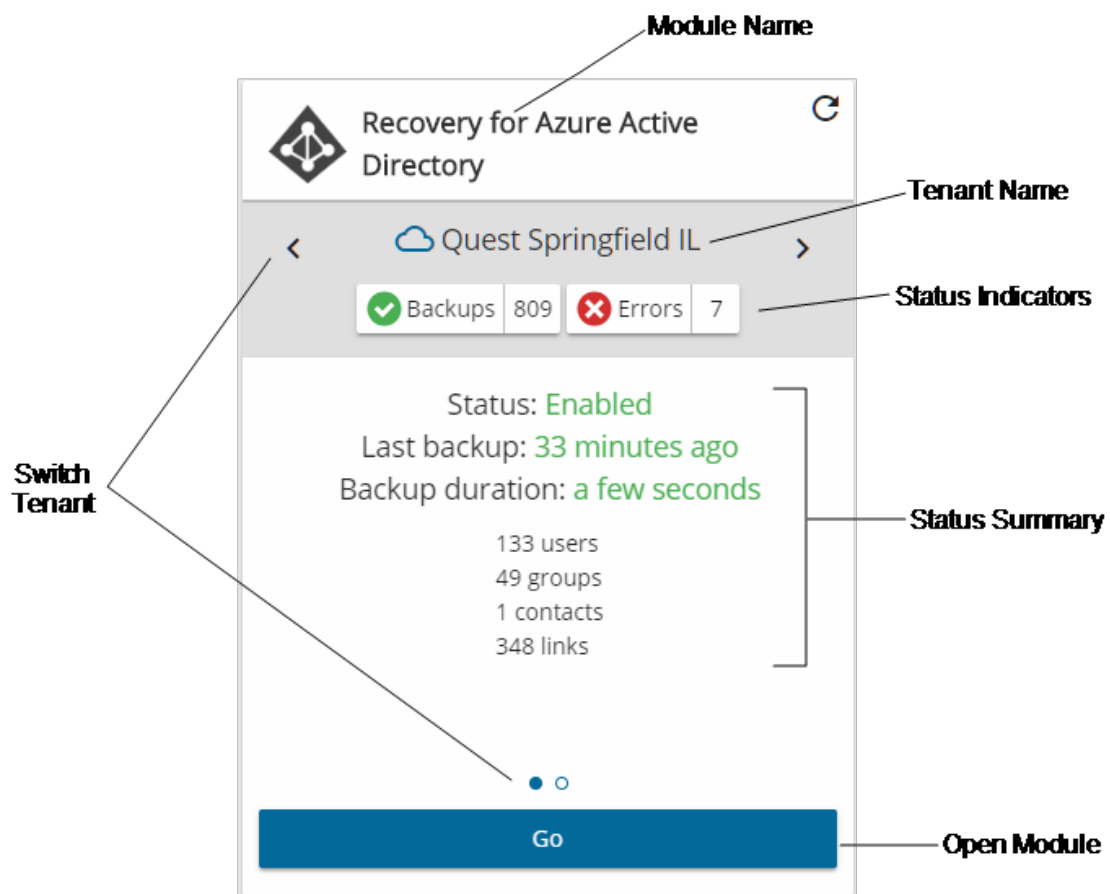 Module Name
Recovery for Azure Active
Directory
Tenant Name
Quest Springfield IL
Status Indicators
Backups 809 Errors 7
Status: Enabled
Last backup: 33 minutes ago
Backup duration: a few seconds
Switch
Tenant
Status Summary
133 users
49 groups
1 contacts
348 links
Go
Open Module